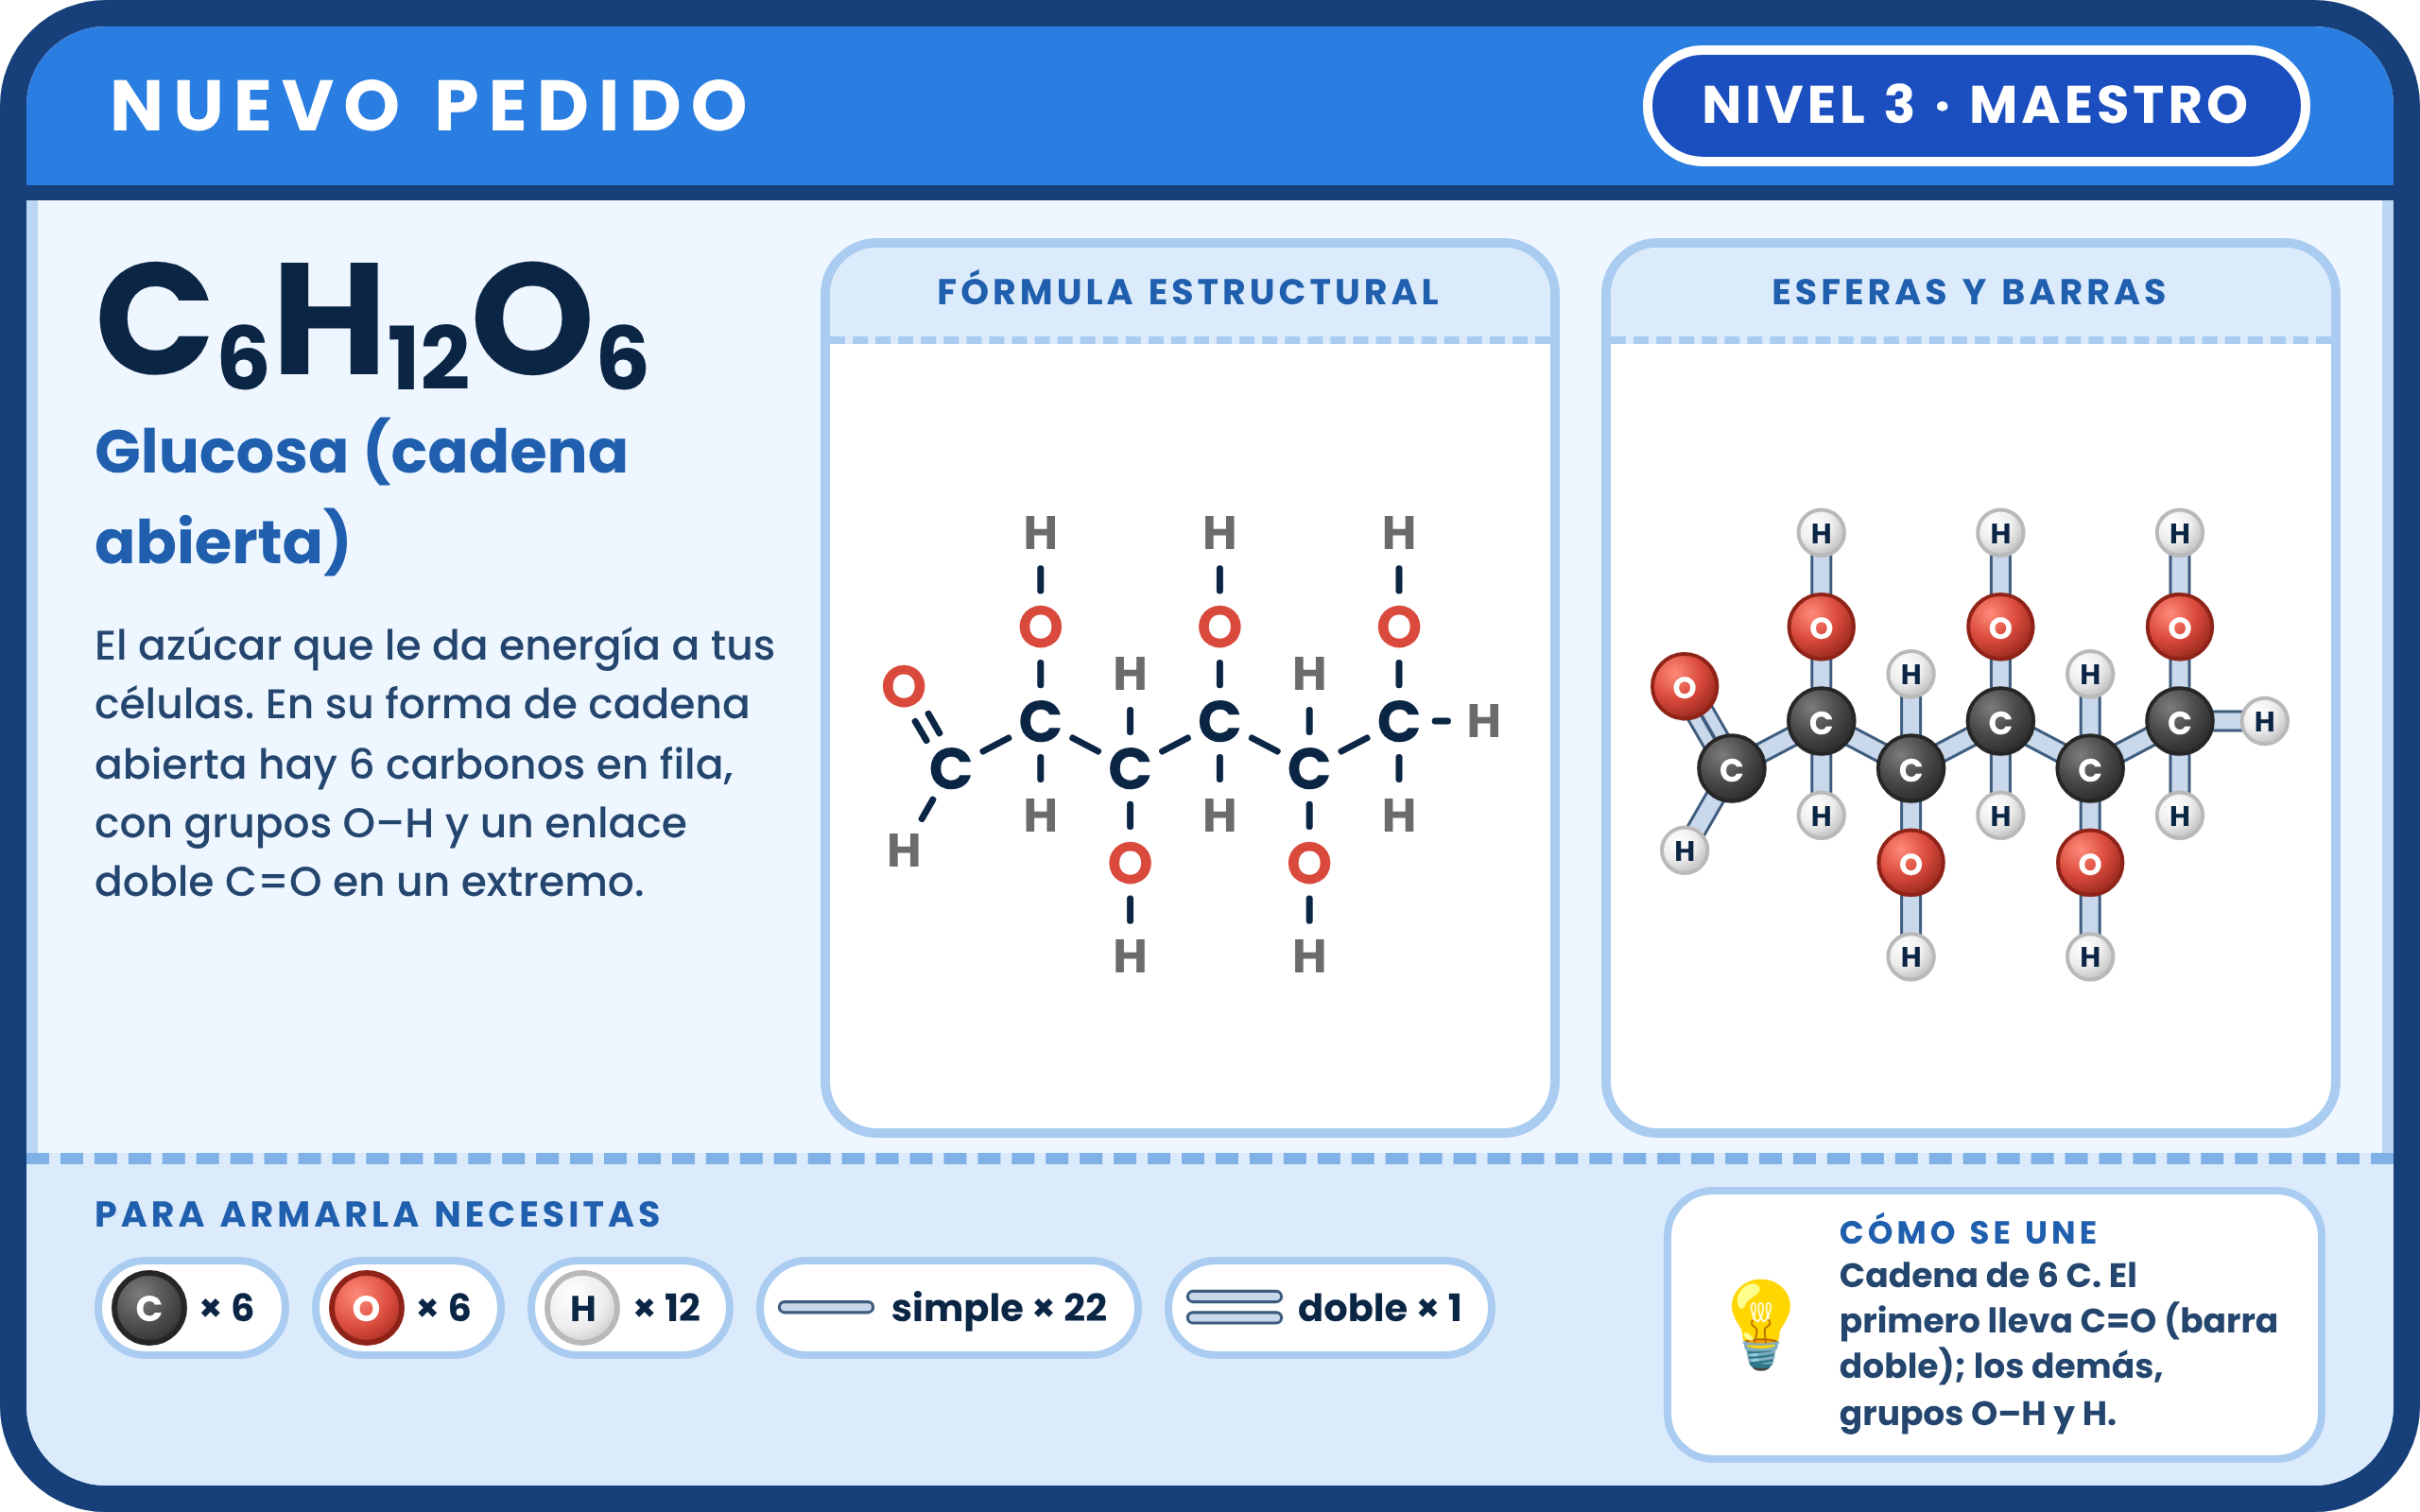 NUEVO PEDIDO
NIVEL 3 · MAESTRO
C₆H₁₂O₆
Glucosa (cadena
abierta)
El azúcar que le da energía a tus
células. En su forma de cadena
abierta hay 6 carbonos en fila,
con grupos O–H y un enlace
doble C=O en un extremo.
FÓRMULA ESTRUCTURAL
H H H
O O O
H H
O
C C C H
C C C
H H H
H
O O
H H
ESFERAS Y BARRAS
H H H
O O O
H H
O
C C C H
C C C
H H H
H
O O
H H
PARA ARMARLA NECESITAS
C × 6
O × 6
H × 12
simple × 22
doble × 1
CÓMO SE UNE
Cadena de 6 C. El
primero lleva C=O (barra
doble); los demás,
grupos O–H y H.